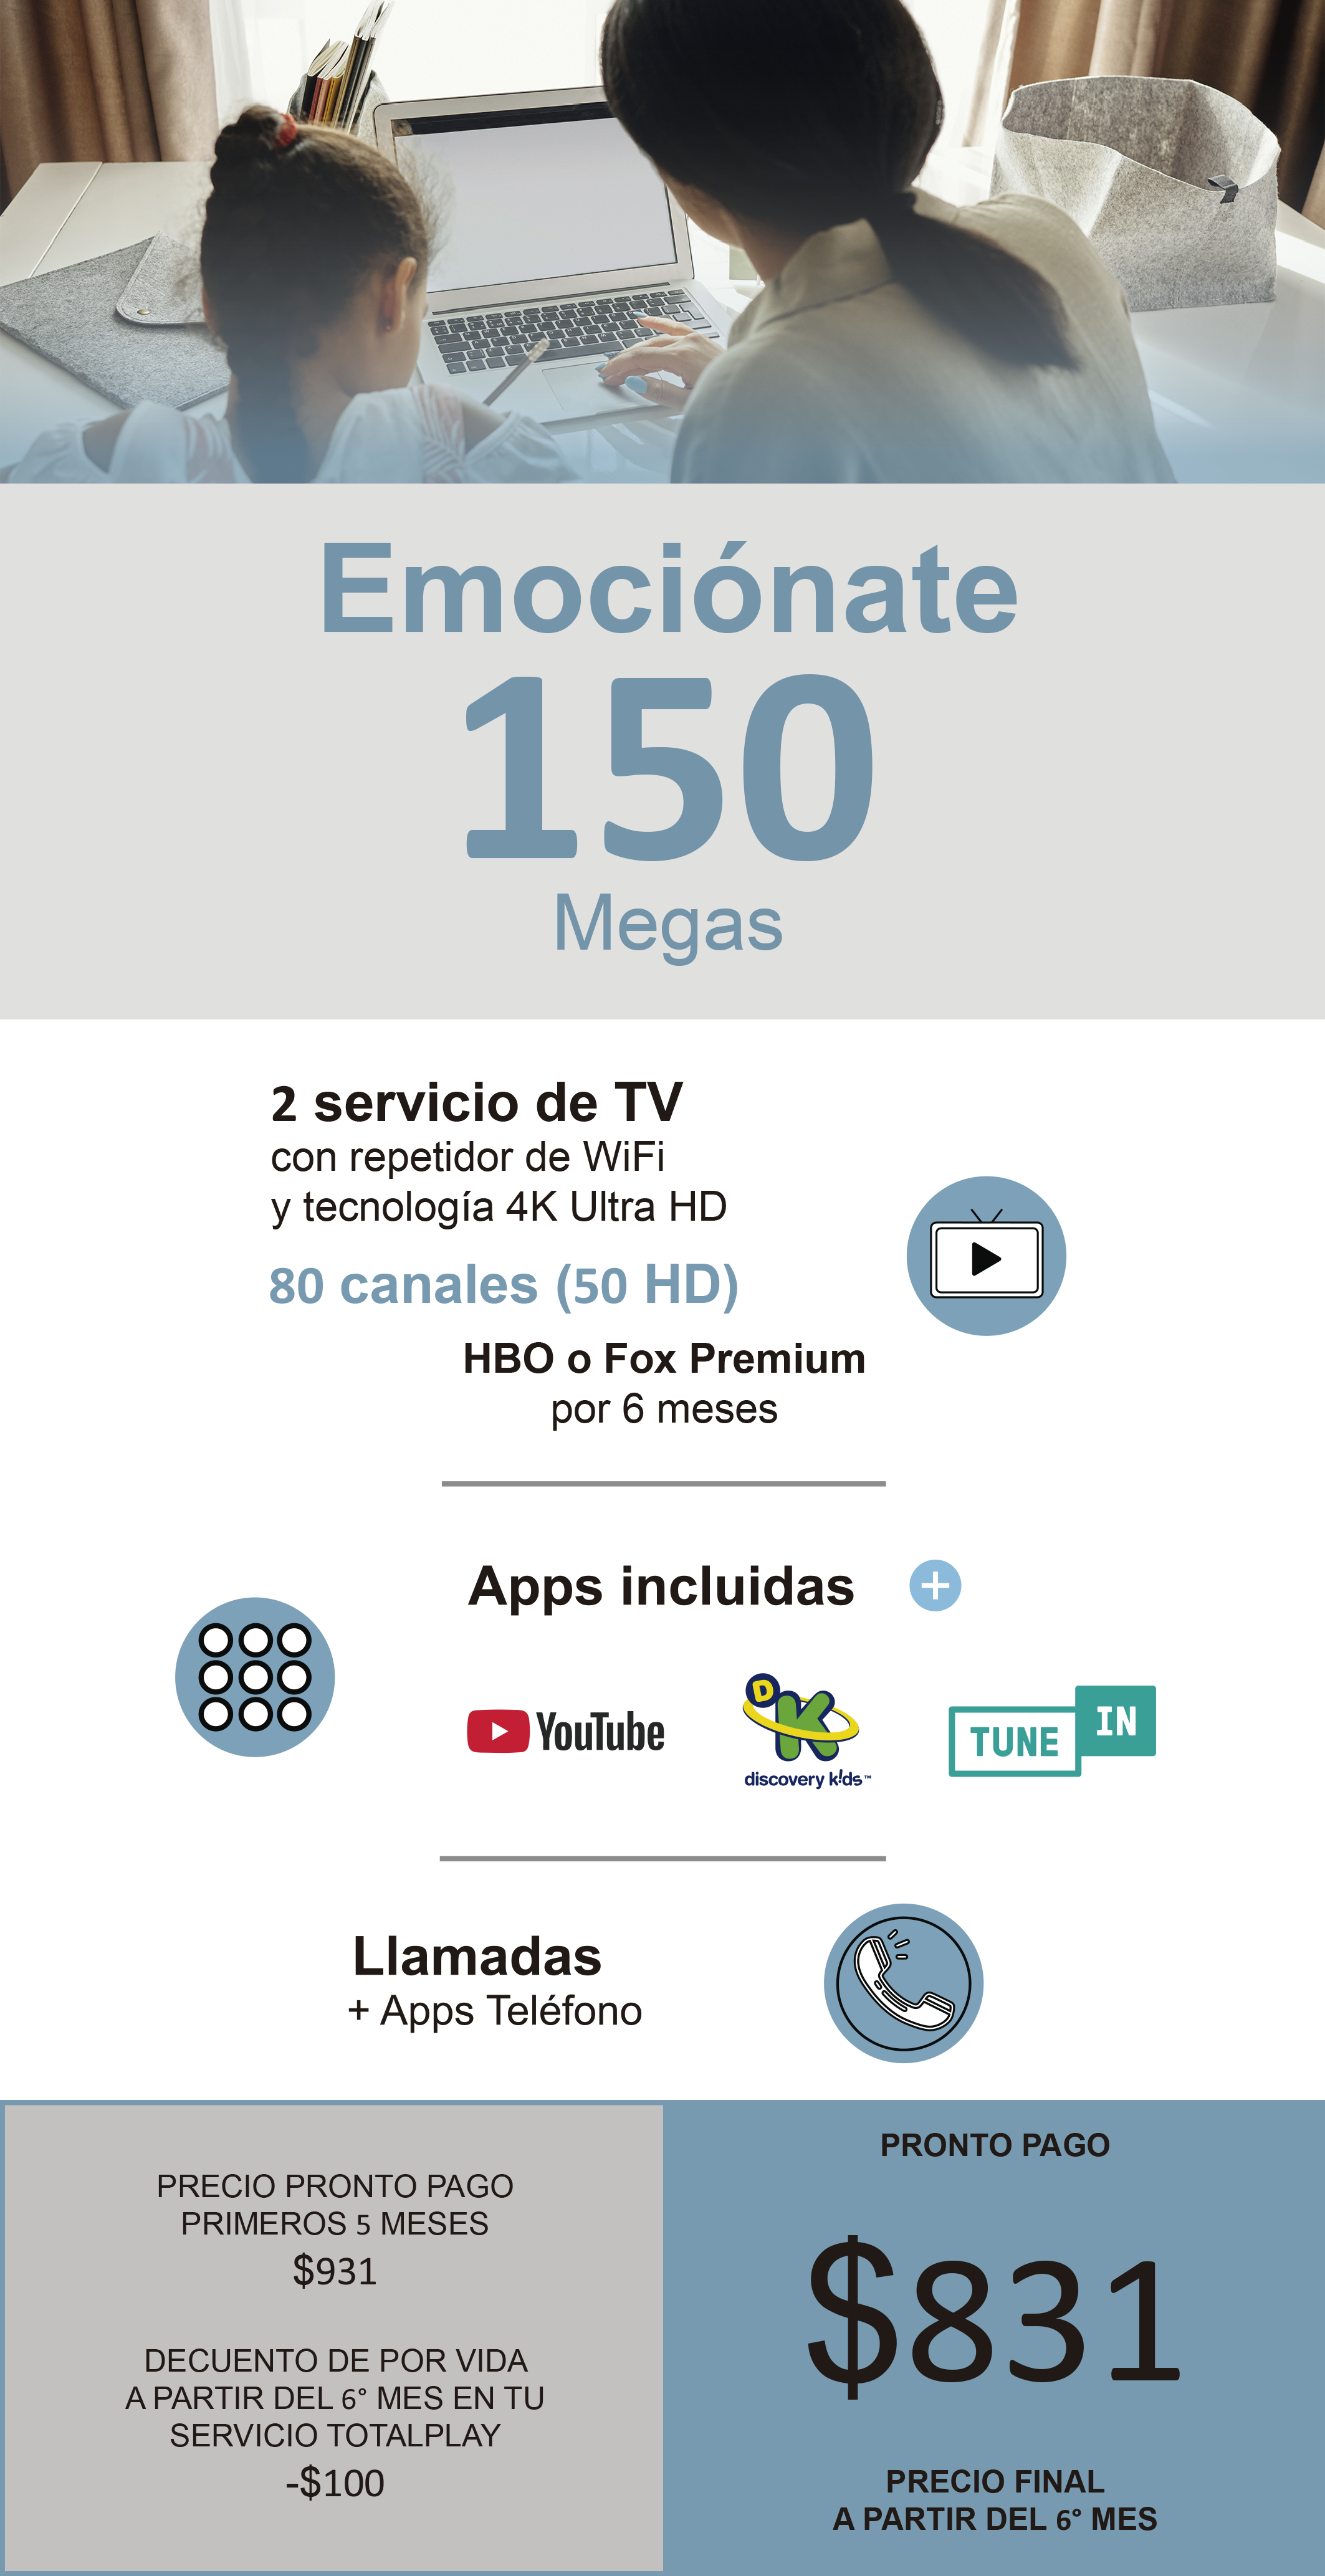 Emociónate
150
Megas
2 servicio de TV
con repetidor de WiFi
y tecnología 4K Ultra HD
80 canales (50 HD)
HBO o Fox Premium
por 6 meses
Apps incluidas +
YouTube
D K
discovery k!ds™
TUNE IN
Llamadas
+ Apps Teléfono
PRECIO PRONTO PAGO
PRIMEROS 5 MESES
$931
DECUENTO DE POR VIDA
A PARTIR DEL 6° MES EN TU
SERVICIO TOTALPLAY
-$100
PRONTO PAGO
$831
PRECIO FINAL
A PARTIR DEL 6° MES